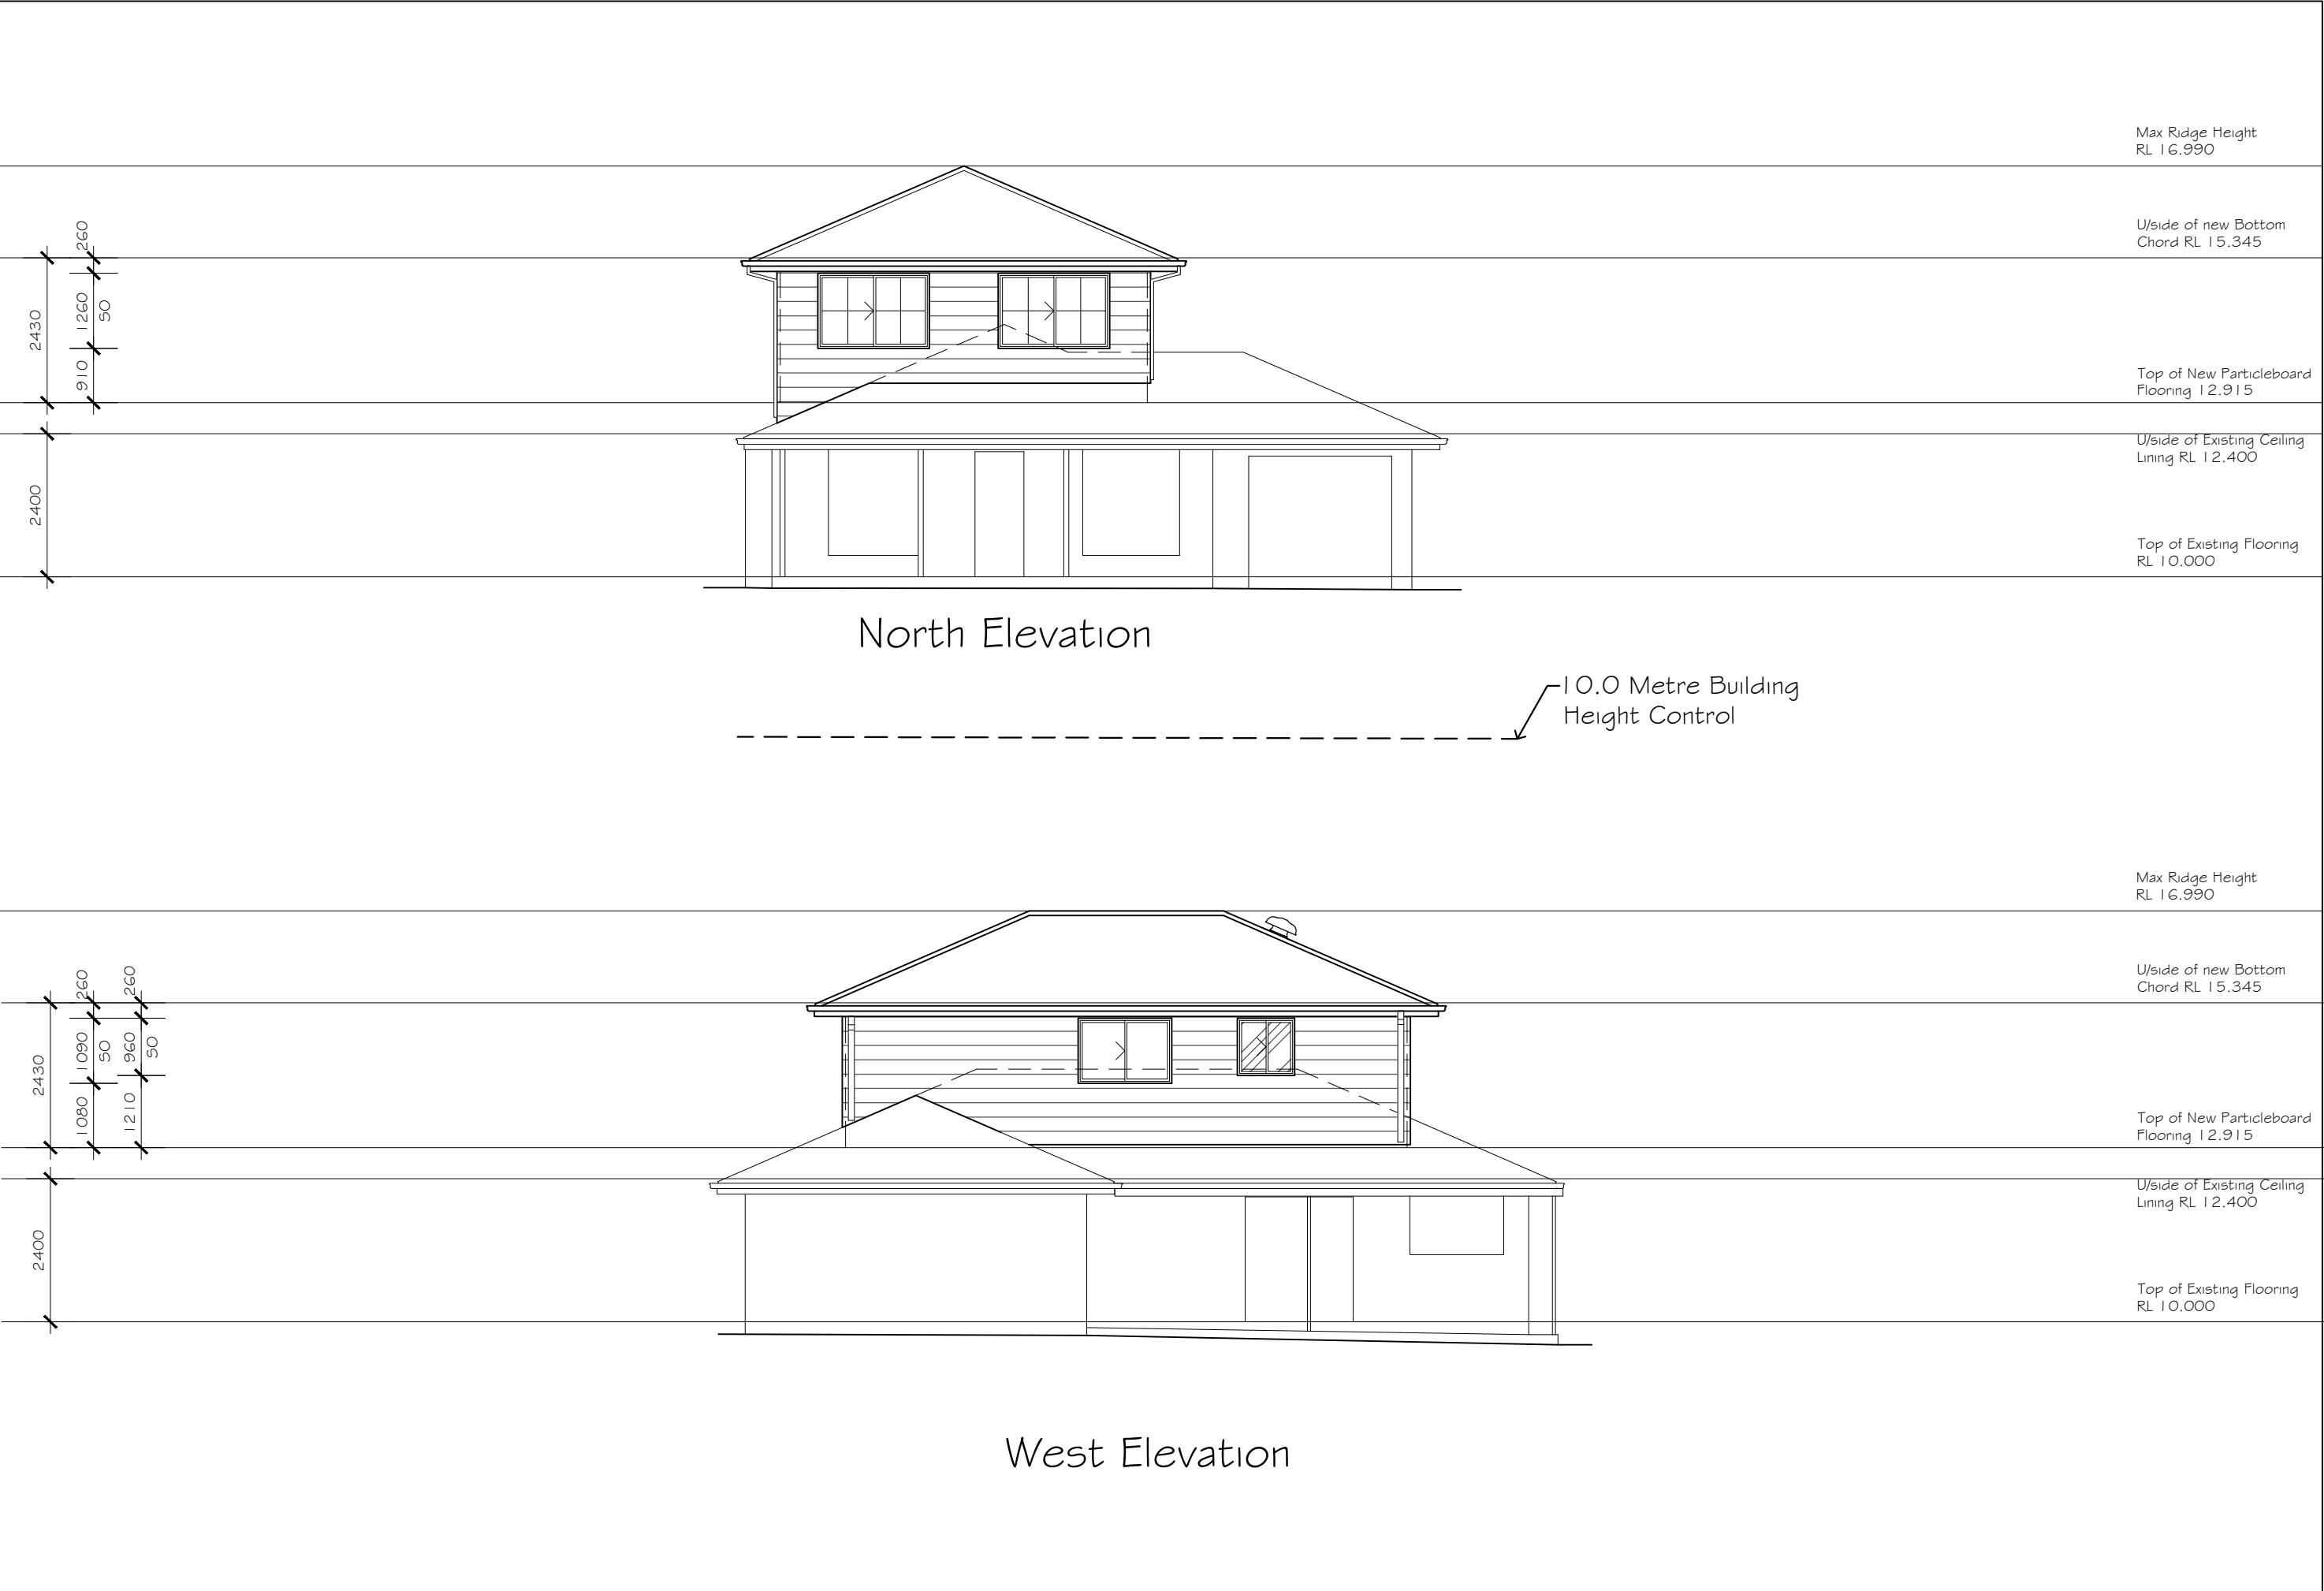 Max Ridge Height
RL 16.990
U/side of new Bottom
Chord RL 15.345
260
1260
50
2430
910
Top of New Particleboard
Flooring 12.915
U/side of Existing Ceiling
Lining RL 12.400
2400
Top of Existing Flooring
RL 10.000
North Elevation
10.0 Metre Building
Height Control
Max Ridge Height
RL 16.990
U/side of new Bottom
Chord RL 15.345
260
260
1090
50
960
50
2430
1080
1210
Top of New Particleboard
Flooring 12.915
U/side of Existing Ceiling
Lining RL 12.400
2400
Top of Existing Flooring
RL 10.000
West Elevation